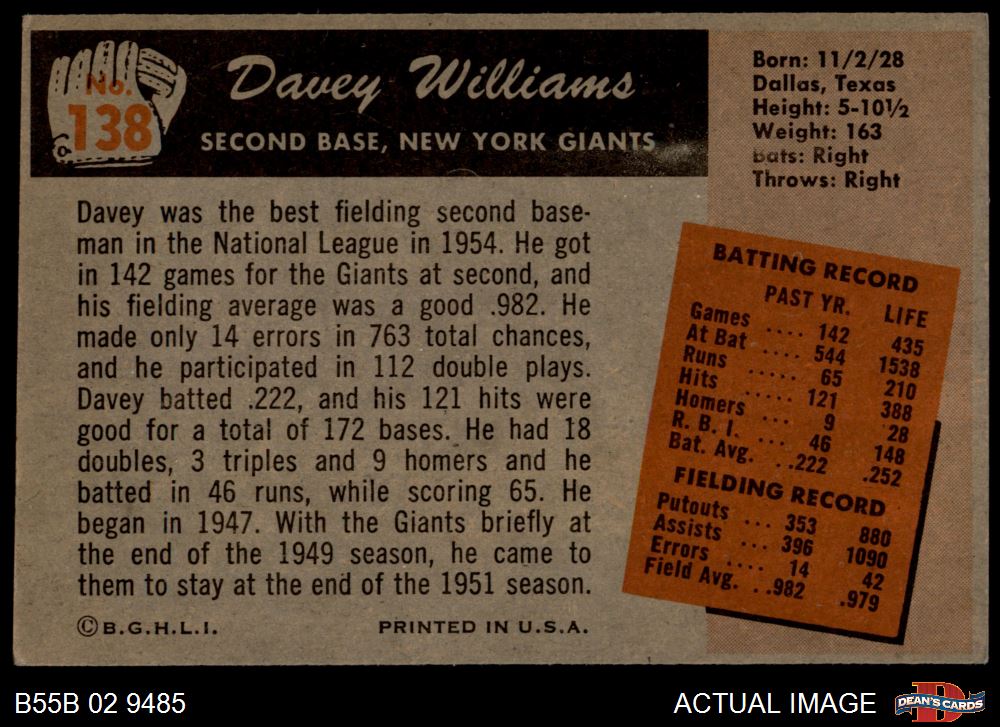 No.
138
Davey Williams
SECOND BASE, NEW YORK GIANTS
Born: 11/2/28
Dallas, Texas
Height: 5-10½
Weight: 163
Bats: Right
Throws: Right
Davey was the best fielding second base-
man in the National League in 1954. He got
in 142 games for the Giants at second, and
his fielding average was a good .982. He
made only 14 errors in 763 total chances,
and he participated in 112 double plays.
Davey batted .222, and his 121 hits were
good for a total of 172 bases. He had 18
doubles, 3 triples and 9 homers and he
batted in 46 runs, while scoring 65. He
began in 1947. With the Giants briefly at
the end of the 1949 season, he came to
them to stay at the end of the 1951 season.
©B.G.H.L.I. PRINTED IN U.S.A.
BATTING RECORD
PAST YR. LIFE
Games .... 142 435
At Bat .... 544 1538
Runs ..... 65 210
Hits ..... 121 388
Homers ... 9 28
R. B. I. ... 46 148
Bat. Avg. ..222 .252
FIELDING RECORD
Putouts ... 353 880
Assists ... 396 1090
Errors .... 14 42
Field Avg. ..982 .979
B55B 02 9485
ACTUAL IMAGE
D
DEAN'S CARDS